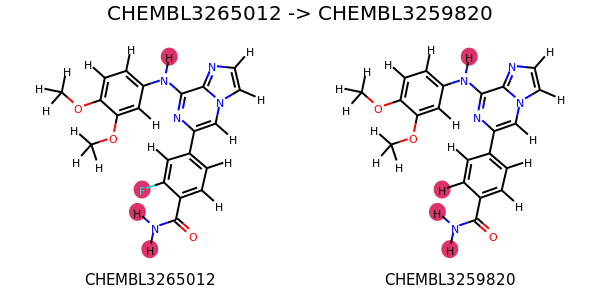 CHEMBL3265012 -> CHEMBL3259820
H H H H H N N N N H H H O O H H H H H H H F H H N H O
H H H H H N N N N H H H O O H H H H H H H H H H N H O
CHEMBL3265012 CHEMBL3259820